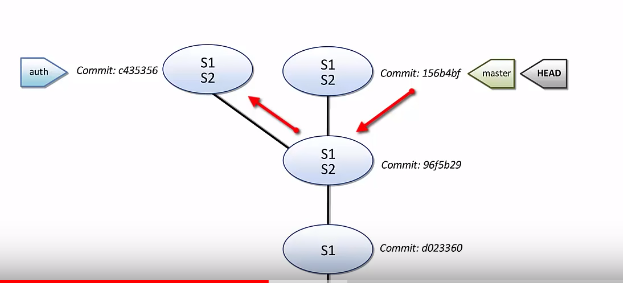 auth
Commit: c435356
S1
S2
S1
S2
Commit: 156b4bf
master
HEAD
S1
S2
Commit: 96f5b29
S1
Commit: d023360